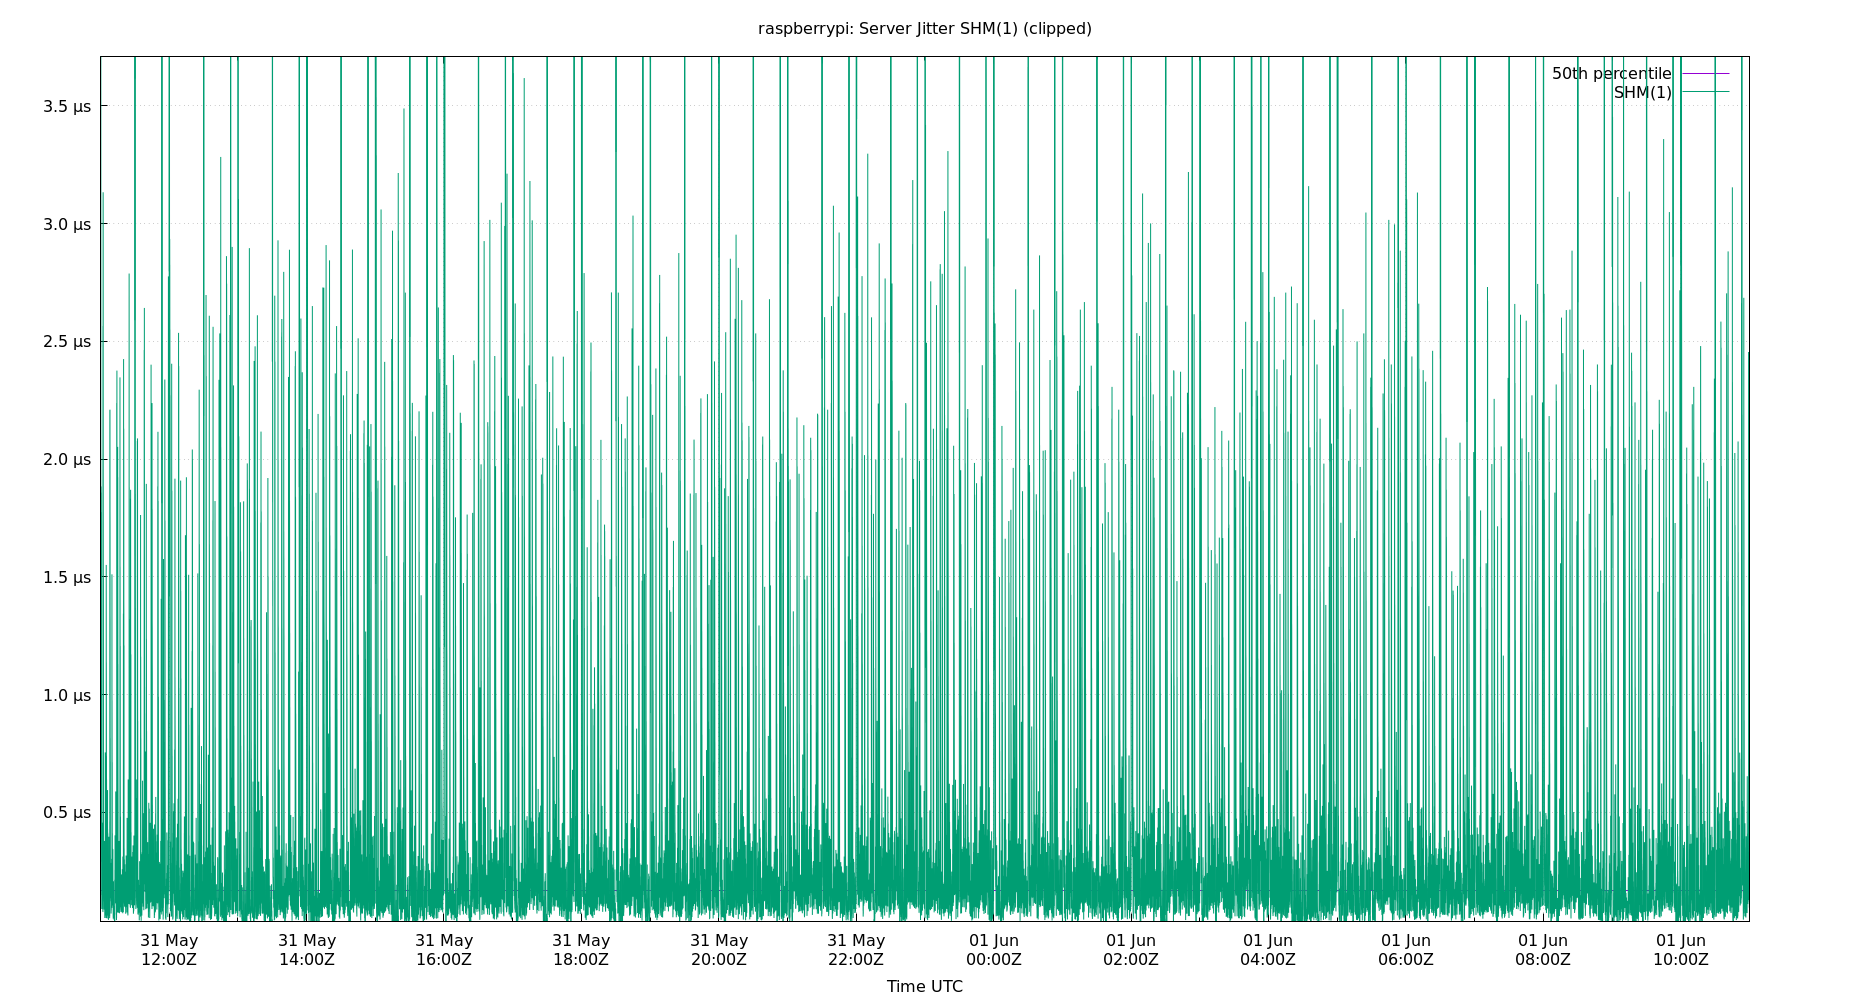 raspberrypi: Server Jitter SHM(1) (clipped)
50th percentile
SHM(1)
3.5 µs
3.0 µs
2.5 µs
2.0 µs
1.5 µs
1.0 µs
0.5 µs
31 May 31 May 31 May 31 May 31 May 31 May 01 Jun 01 Jun 01 Jun 01 Jun 01 Jun 01 Jun
12:00Z 14:00Z 16:00Z 18:00Z 20:00Z 22:00Z 00:00Z 02:00Z 04:00Z 06:00Z 08:00Z 10:00Z
Time UTC